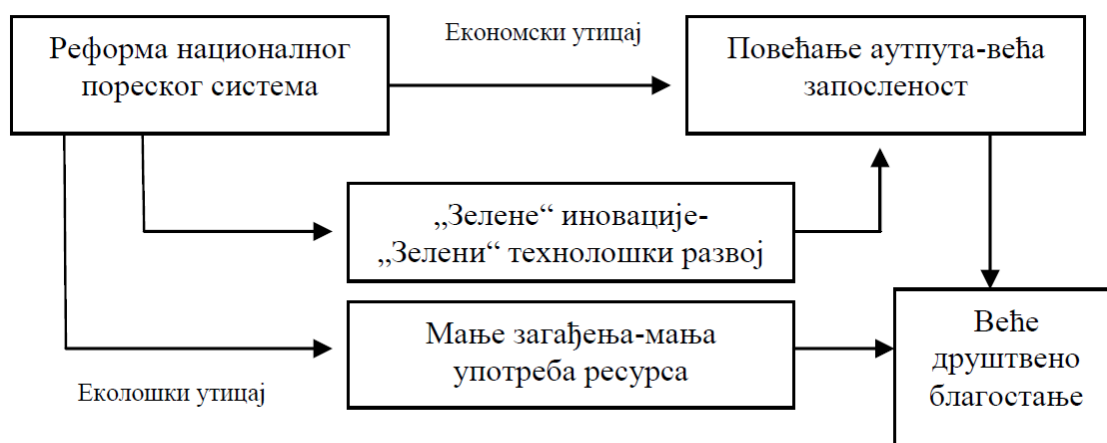 Реформа националног
пореског система
Економски утицај
Повећање аутпута-већа
запосленост
„Зелене“ иновације-
„Зелени“ технолошки развој
Мање загађења-мања
употреба ресурса
Веће
друштвено
благостање
Еколошки утицај